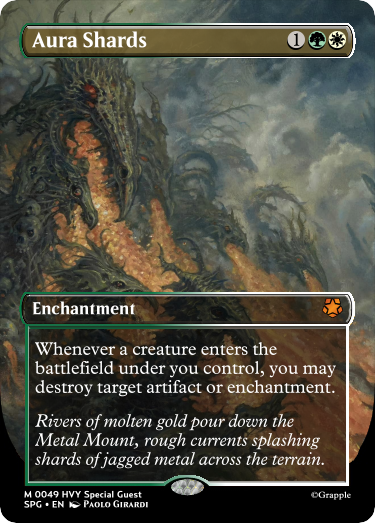 Aura Shards 1
Enchantment
Whenever a creature enters the
battlefield under you control, you may
destroy target artifact or enchantment.
Rivers of molten gold pour down the
Metal Mount, rough currents splashing
shards of jagged metal across the terrain.
M 0049 HVY Special Guest
SPG • EN Paolo Girardi
©Grapple